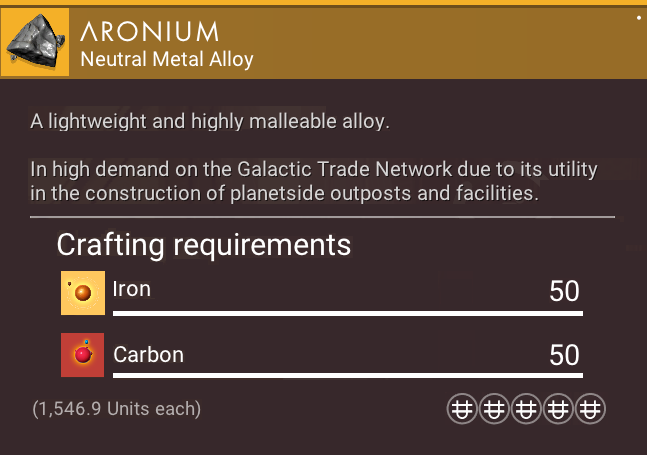 ARONIUM
Neutral Metal Alloy
A lightweight and highly malleable alloy.
In high demand on the Galactic Trade Network due to its utility
in the construction of planetside outposts and facilities.
Crafting requirements
Iron 50
Carbon 50
(1,546.9 Units each)